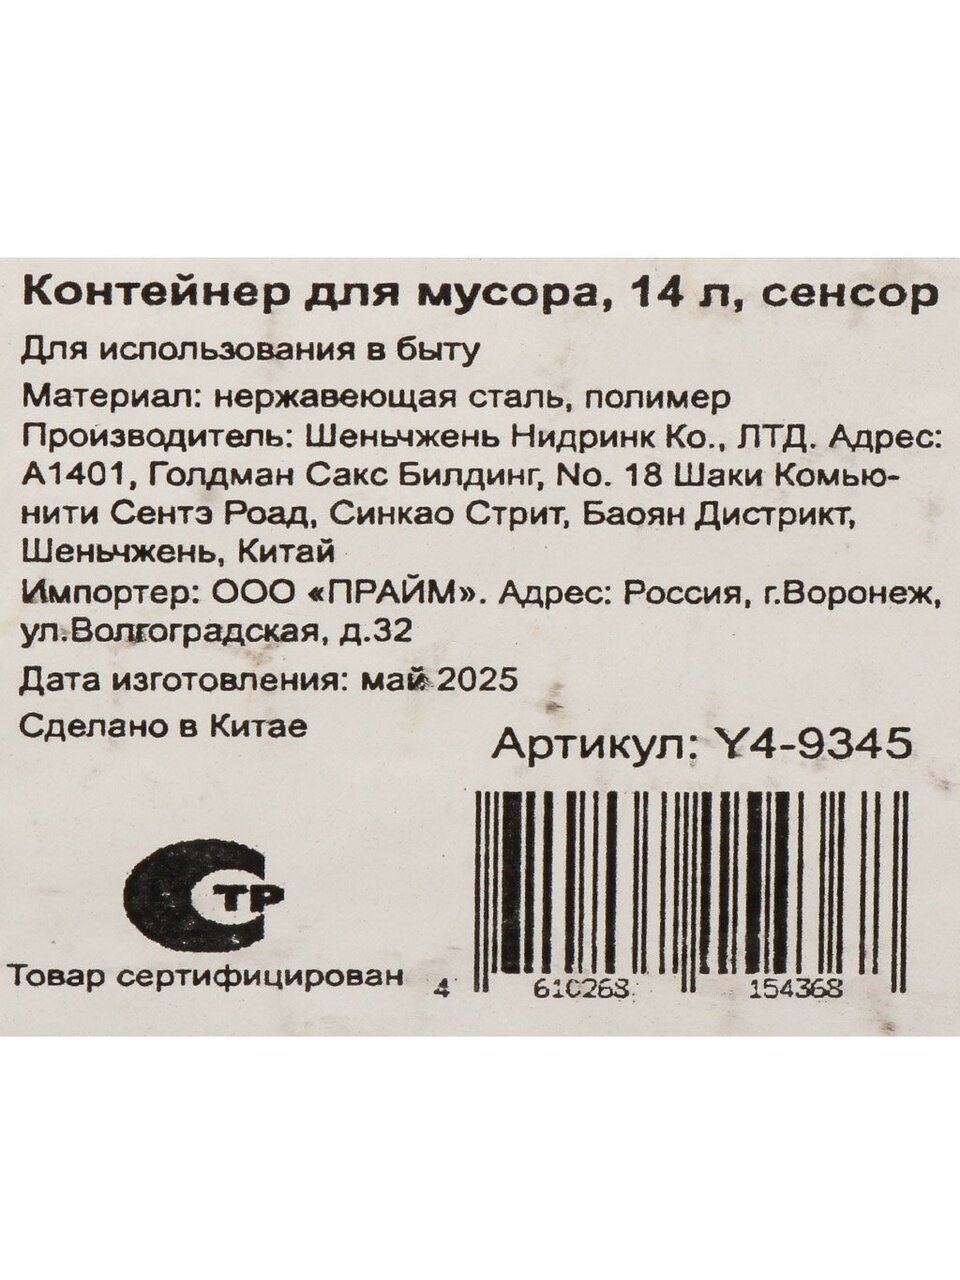 Контейнер для мусора, 14 л, сенсор
Для использования в быту
Материал: нержавеющая сталь, полимер
Производитель: Шеньчжень Нидринк Ко., ЛТД. Адрес:
А1401, Голдман Сакс Билдинг, No. 18 Шаки Комью-
нити Сентэ Роад, Синкао Стрит, Баоян Дистрикт,
Шеньчжень, Китай
Импортер: ООО «ПРАЙМ». Адрес: Россия, г.Воронеж,
ул.Волгоградская, д.32
Дата изготовления: май 2025
Сделано в Китае
Артикул: Y4-9345
СТР
Товар сертифицирован
4 610268 154368